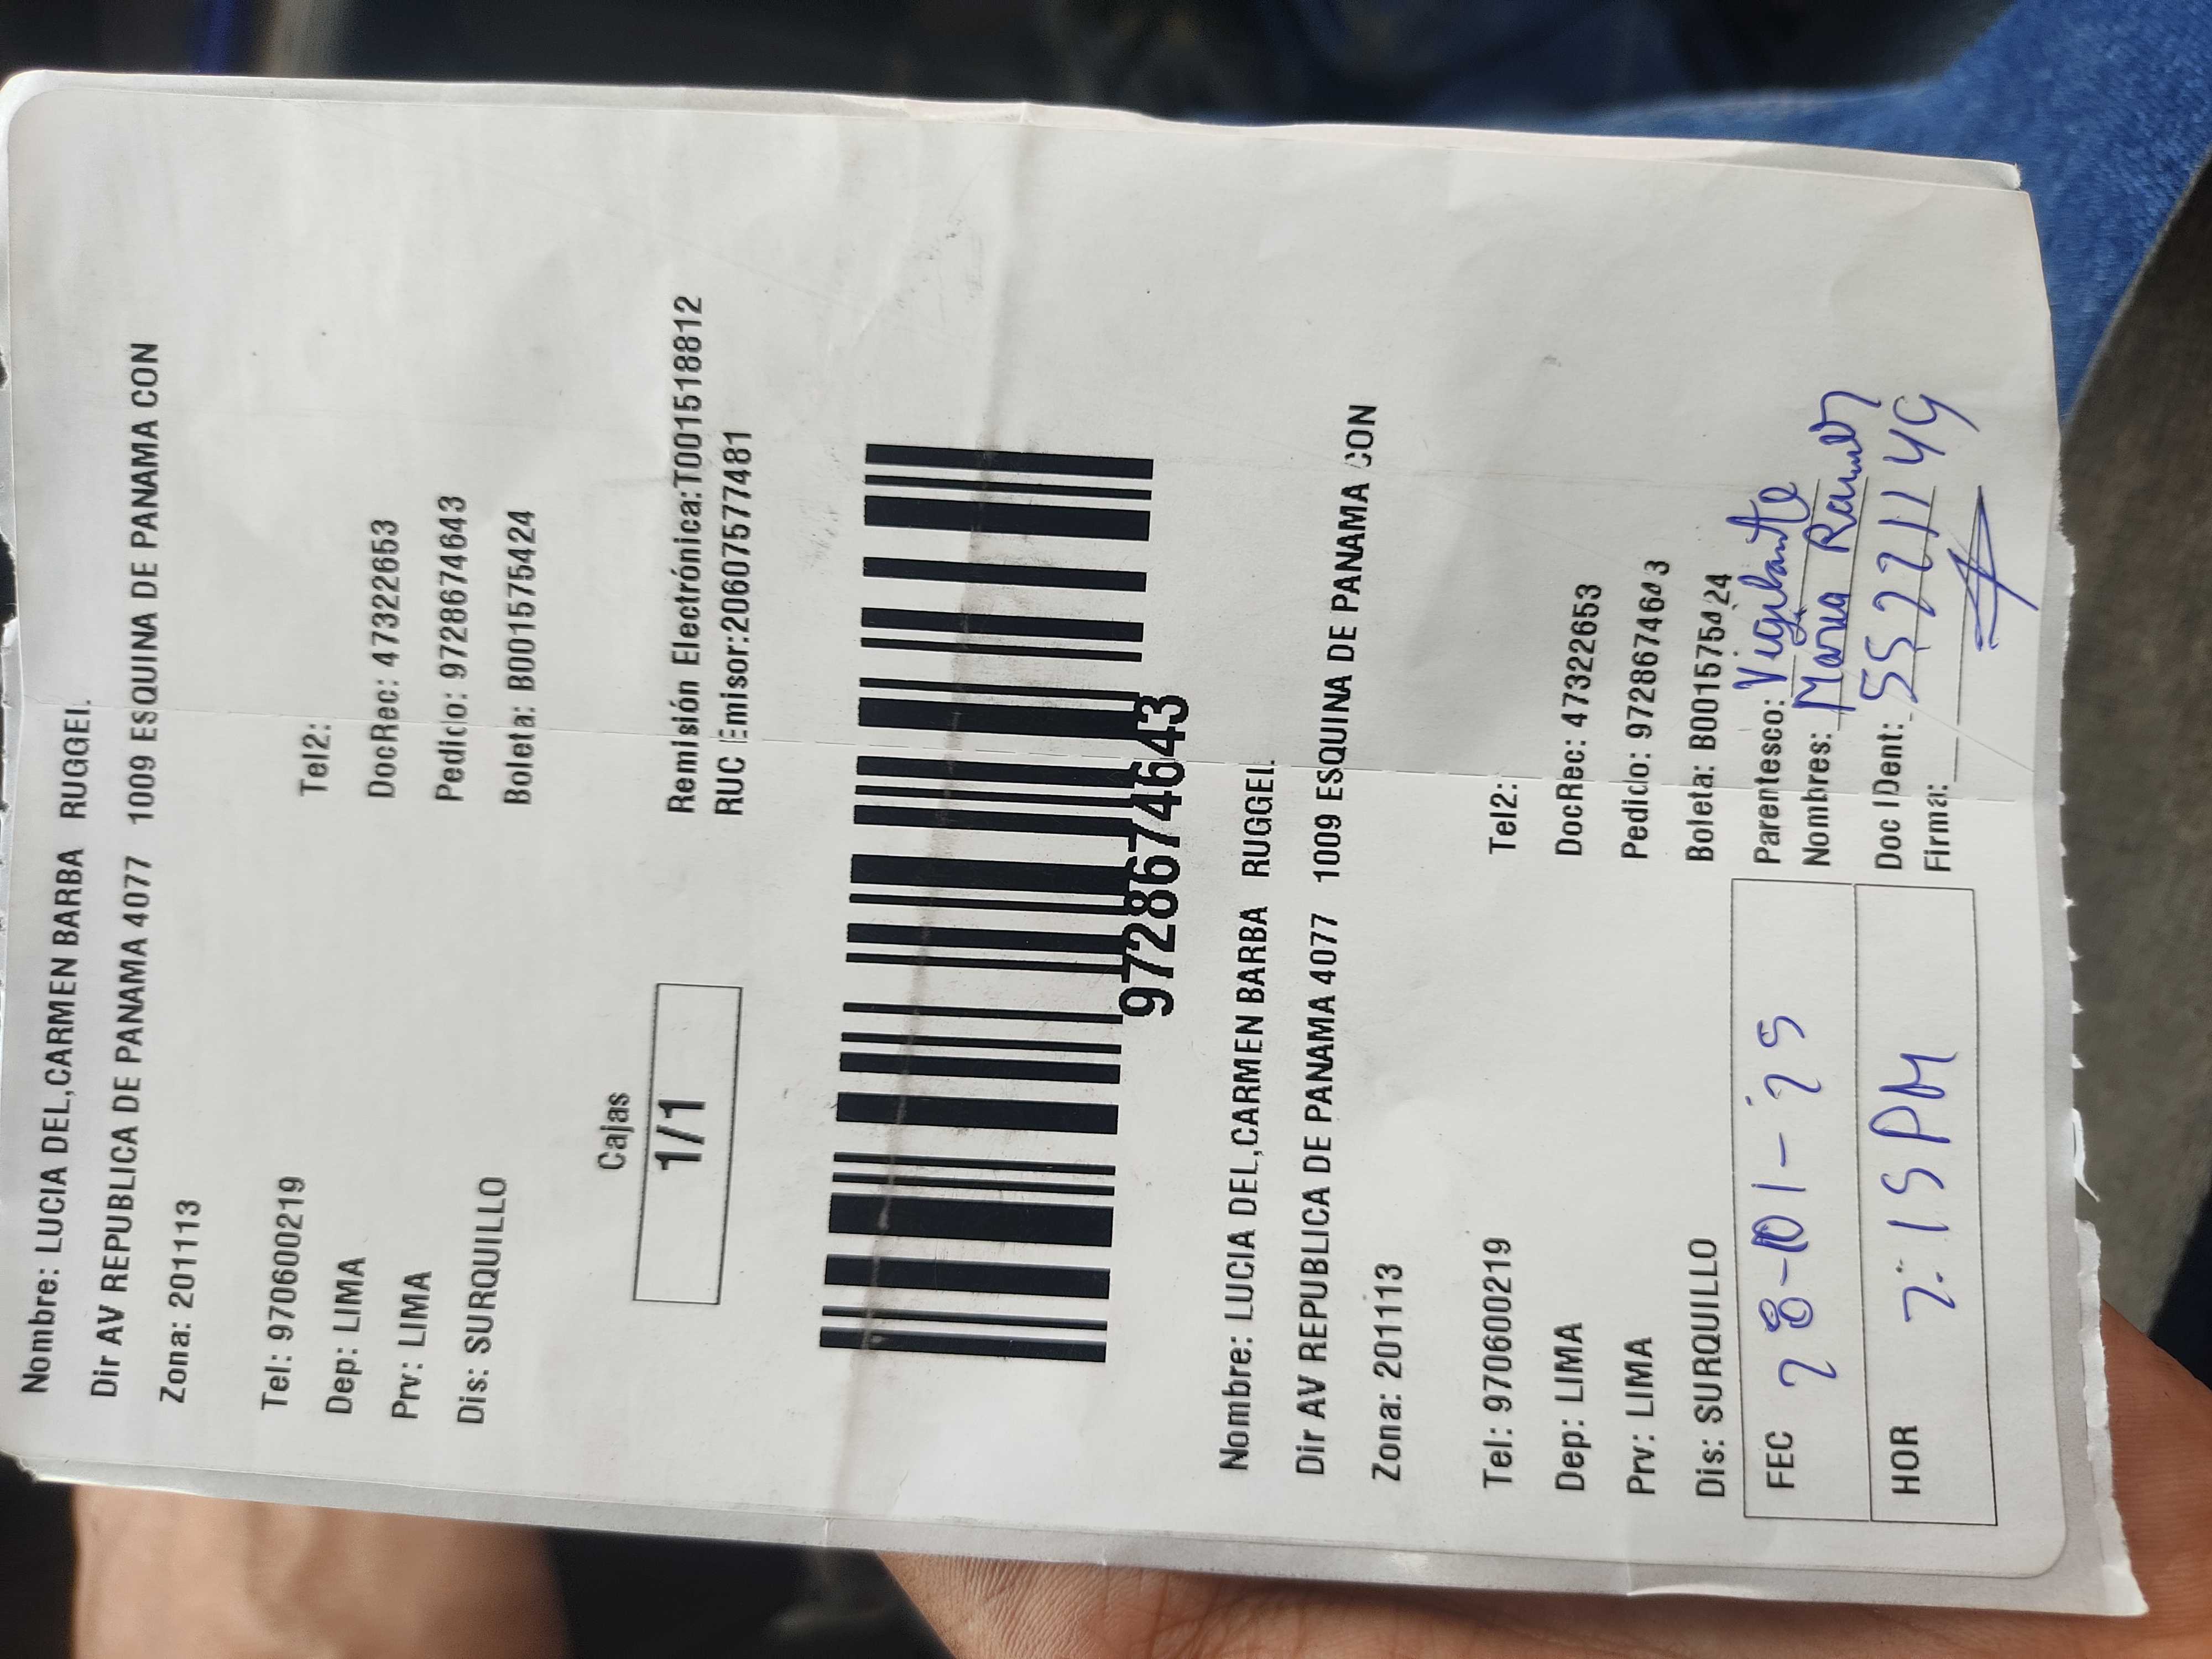 Nombre: LUCIA DEL,CARMEN BARBA RUGGEL
Dir AV REPUBLICA DE PANAMA 4077 1009 ESQUINA DE PANAMA CON
Zona: 201113
Tel: 970600219 Tel2:
Dep: LIMA DocRec: 47322653
Prv: LIMA Pedido: 9728674643
Dis: SURQUILLO Boleta: B001575424
Cajas
1/1
Remisión Electrónica:T001518812
RUC Emisor:20607577481
9728674643
Nombre: LUCIA DEL,CARMEN BARBA RUGGEL
Dir AV REPUBLICA DE PANAMA 4077 1009 ESQUINA DE PANAMA CON
Zona: 201113
Tel: 970600219 Tel2:
Dep: LIMA DocRec: 47322653
Prv: LIMA Pedido: 9728674643
Dis: SURQUILLO Boleta: B001575424
FEC 28-01-25 Parentesco: Vigilante
Nombres: Maria
HOR 2:15 PM Doc IDent: 552211149
Firma: